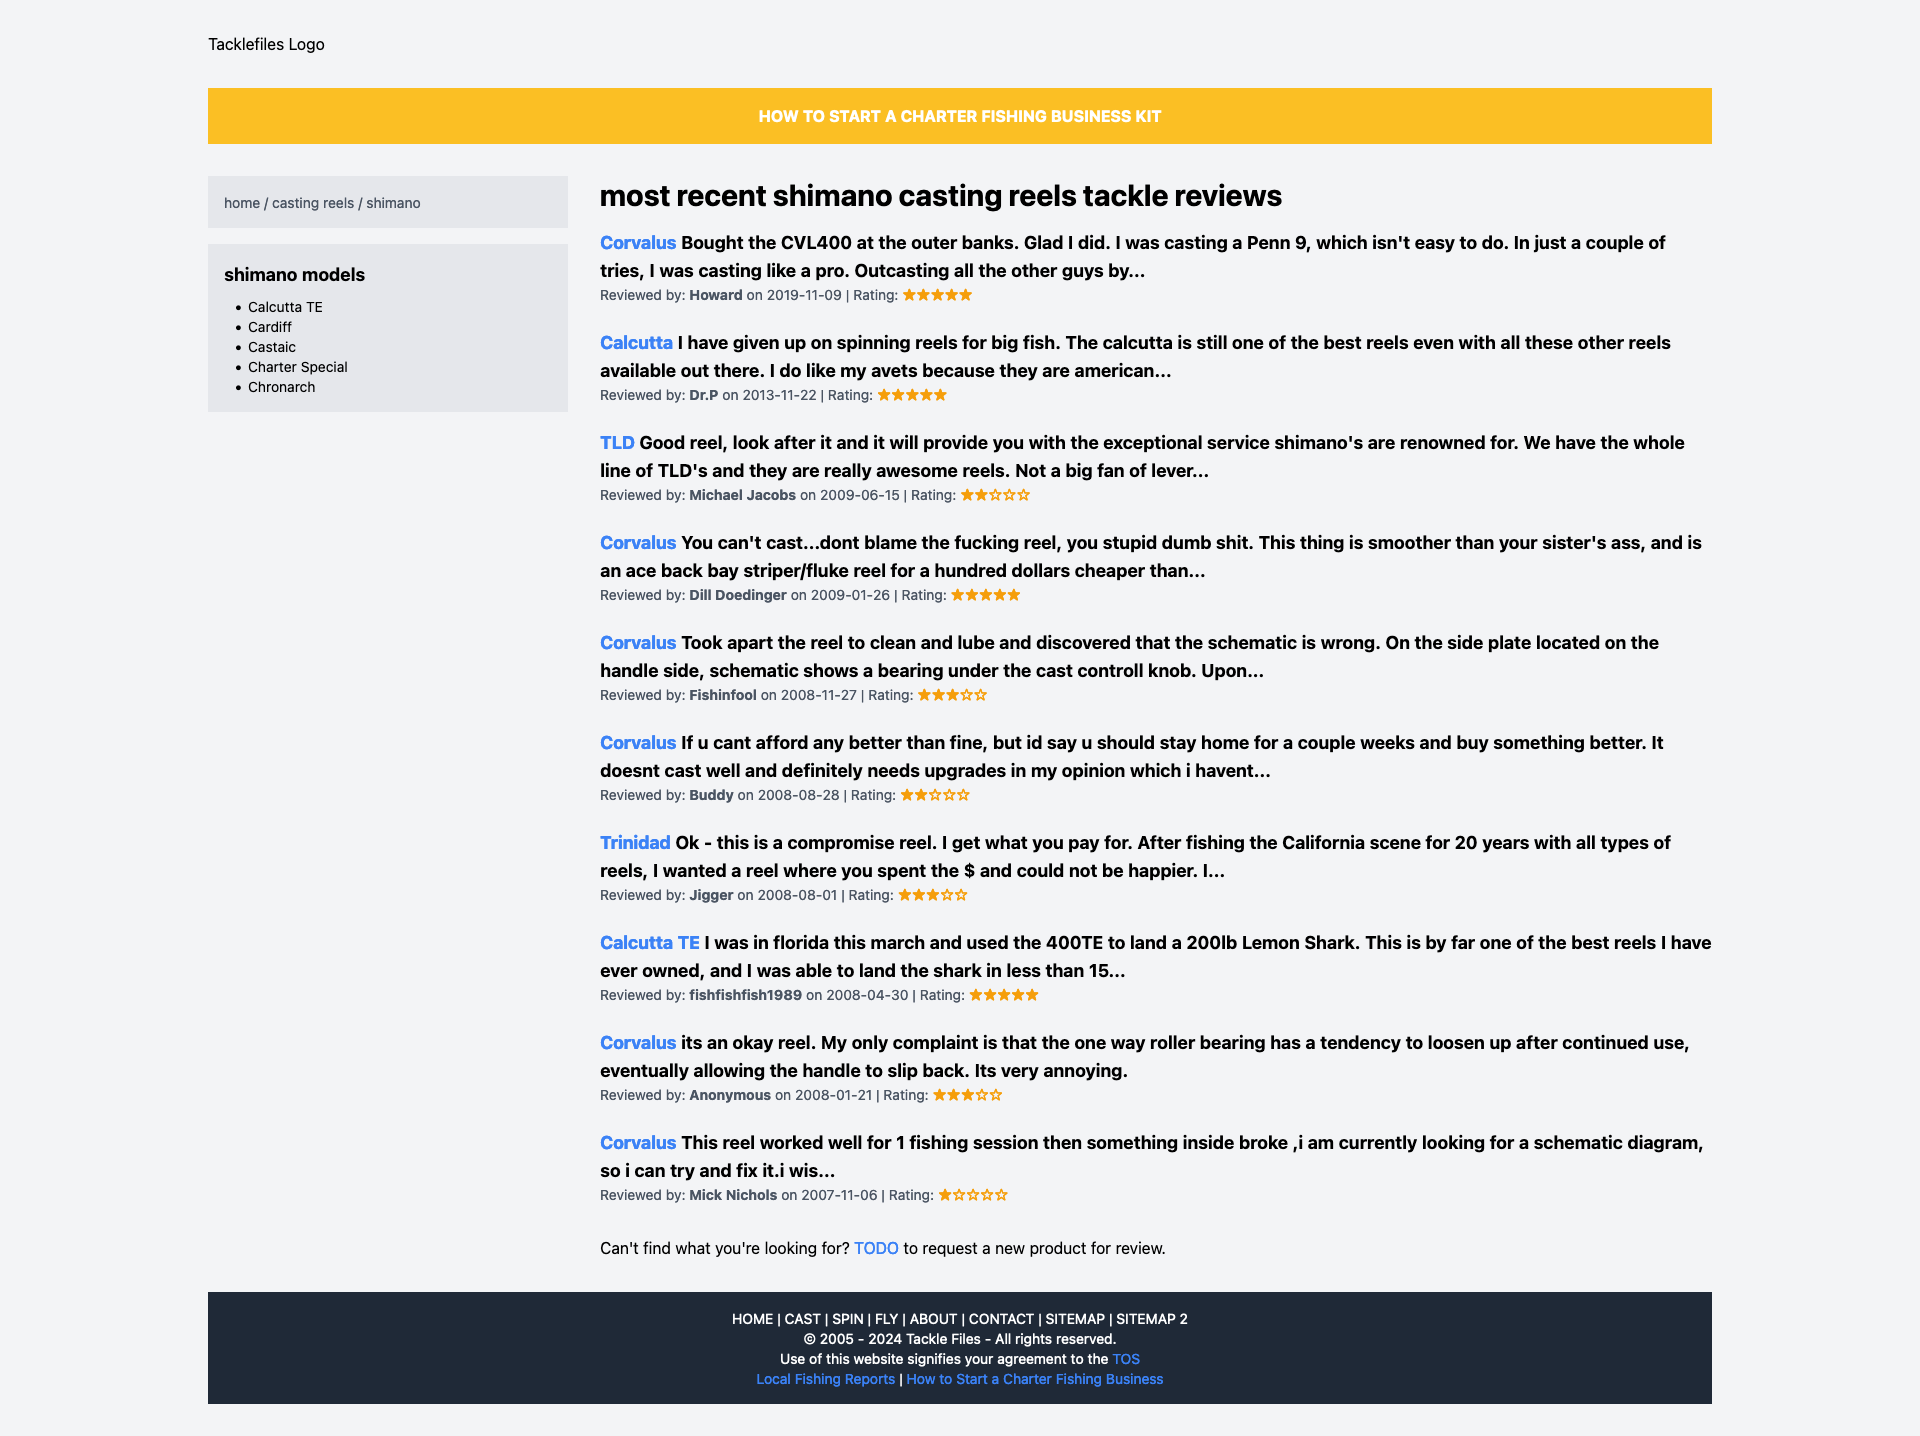 Tacklefiles Logo
HOW TO START A CHARTER FISHING BUSINESS KIT
home / casting reels / shimano
shimano models
• Calcutta TE
• Cardiff
• Castaic
• Charter Special
• Chronarch
most recent shimano casting reels tackle reviews
Corvalus Bought the CVL400 at the outer banks. Glad I did. I was casting a Penn 9, which isn't easy to do. In just a couple of
tries, I was casting like a pro. Outcasting all the other guys by...
Reviewed by: Howard on 2019-11-09 | Rating: ★★★★★
Calcutta I have given up on spinning reels for big fish. The calcutta is still one of the best reels even with all these other reels
available out there. I do like my avets because they are american...
Reviewed by: Dr.P on 2013-11-22 | Rating: ★★★★★
TLD Good reel, look after it and it will provide you with the exceptional service shimano's are renowned for. We have the whole
line of TLD's and they are really awesome reels. Not a big fan of lever...
Reviewed by: Michael Jacobs on 2009-06-15 | Rating: ★★☆☆☆
Corvalus You can't cast...dont blame the fucking reel, you stupid dumb shit. This thing is smoother than your sister's ass, and is
an ace back bay striper/fluke reel for a hundred dollars cheaper than...
Reviewed by: Dill Doedinger on 2009-01-26 | Rating: ★★★★★
Corvalus Took apart the reel to clean and lube and discovered that the schematic is wrong. On the side plate located on the
handle side, schematic shows a bearing under the cast controll knob. Upon...
Reviewed by: Fishinfool on 2008-11-27 | Rating: ★★★☆☆
Corvalus If u cant afford any better than fine, but id say u should stay home for a couple weeks and buy something better. It
doesnt cast well and definitely needs upgrades in my opinion which i havent...
Reviewed by: Buddy on 2008-08-28 | Rating: ★★☆☆☆
Trinidad Ok - this is a compromise reel. I get what you pay for. After fishing the California scene for 20 years with all types of
reels, I wanted a reel where you spent the $ and could not be happier. I...
Reviewed by: Jigger on 2008-08-01 | Rating: ★★★☆☆
Calcutta TE I was in florida this march and used the 400TE to land a 200lb Lemon Shark. This is by far one of the best reels I have
ever owned, and I was able to land the shark in less than 15...
Reviewed by: fishfishfish1989 on 2008-04-30 | Rating: ★★★★★
Corvalus its an okay reel. My only complaint is that the one way roller bearing has a tendency to loosen up after continued use,
eventually allowing the handle to slip back. Its very annoying.
Reviewed by: Anonymous on 2008-01-21 | Rating: ★★★☆☆
Corvalus This reel worked well for 1 fishing session then something inside broke ,i am currently looking for a schematic diagram,
so i can try and fix it.i wis...
Reviewed by: Mick Nichols on 2007-11-06 | Rating: ★☆☆☆☆
Can't find what you're looking for? TODO to request a new product for review.
HOME | CAST | SPIN | FLY | ABOUT | CONTACT | SITEMAP | SITEMAP 2
© 2005 - 2024 Tackle Files - All rights reserved.
Use of this website signifies your agreement to the TOS
Local Fishing Reports | How to Start a Charter Fishing Business